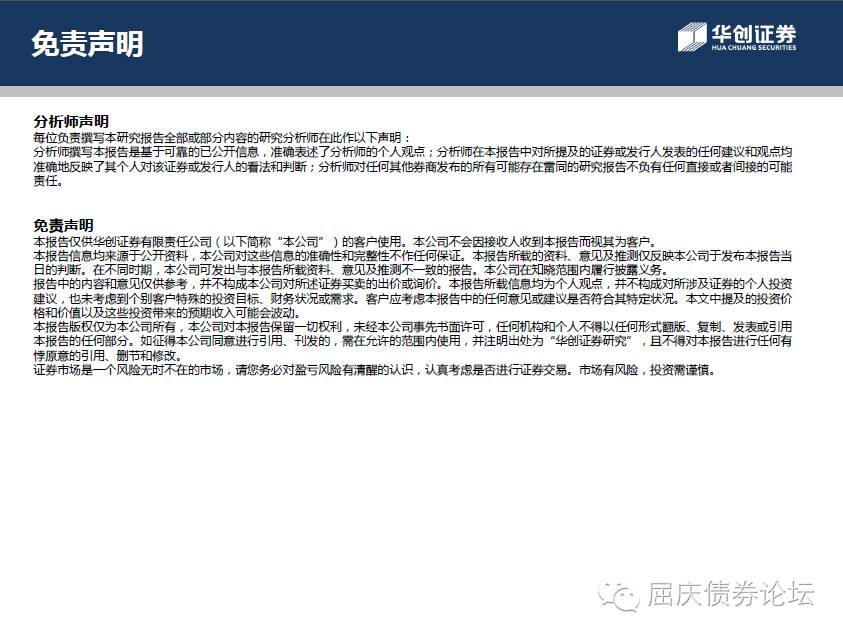 免责声明
华创证券
HUA CHUANG SECURITIES
分析师声明
每位负责撰写本研究报告全部或部分内容的研究分析师在此作以下声明：
分析师撰写本报告是基于可靠的已公开信息，准确表述了分析师的个人观点；分析师在本报告中对所提及的证券或发行人发表的任何建议和观点均
准确地反映了其个人对该证券或发行人的看法和判断；分析师对任何其他券商发布的所有可能存在雷同的研究报告不负有任何直接或者间接的可能
责任。
免责声明
本报告仅供华创证券有限责任公司（以下简称“本公司”）的客户使用。本公司不会因接收人收到本报告而视其为客户。
本报告信息均来源于公开资料，本公司对这些信息的准确性和完整性不作任何保证。本报告所载的资料、意见及推测仅反映本公司于发布本报告当
日的判断。在不同时期，本公司可发出与本报告所载资料、意见及推测不一致的报告。本公司在知晓范围内履行披露义务。
报告中的内容和意见仅供参考，并不构成本公司对所述证券买卖的出价或询价。本报告所载信息均为个人观点，并不构成对所涉及证券的个人投资
建议，也未考虑到个别客户特殊的投资目标、财务状况或需求。客户应考虑本报告中的任何意见或建议是否符合其特定状况。本文中提及的投资价
格和价值以及这些投资带来的预期收入可能会波动。
本报告版权仅为本公司所有，本公司对本报告保留一切权利，未经本公司事先书面许可，任何机构和个人不得以任何形式翻版、复制、发表或引用
本报告的任何部分。如征得本公司同意进行引用、刊发的，需在允许的范围内使用，并注明出处为“华创证券研究”，且不得对本报告进行任何有
悖原意的引用、删节和修改。
证券市场是一个风险无时不在的市场，请您务必对盈亏风险有清醒的认识，认真考虑是否进行证券交易。市场有风险，投资需谨慎。
屈庆债券论坛